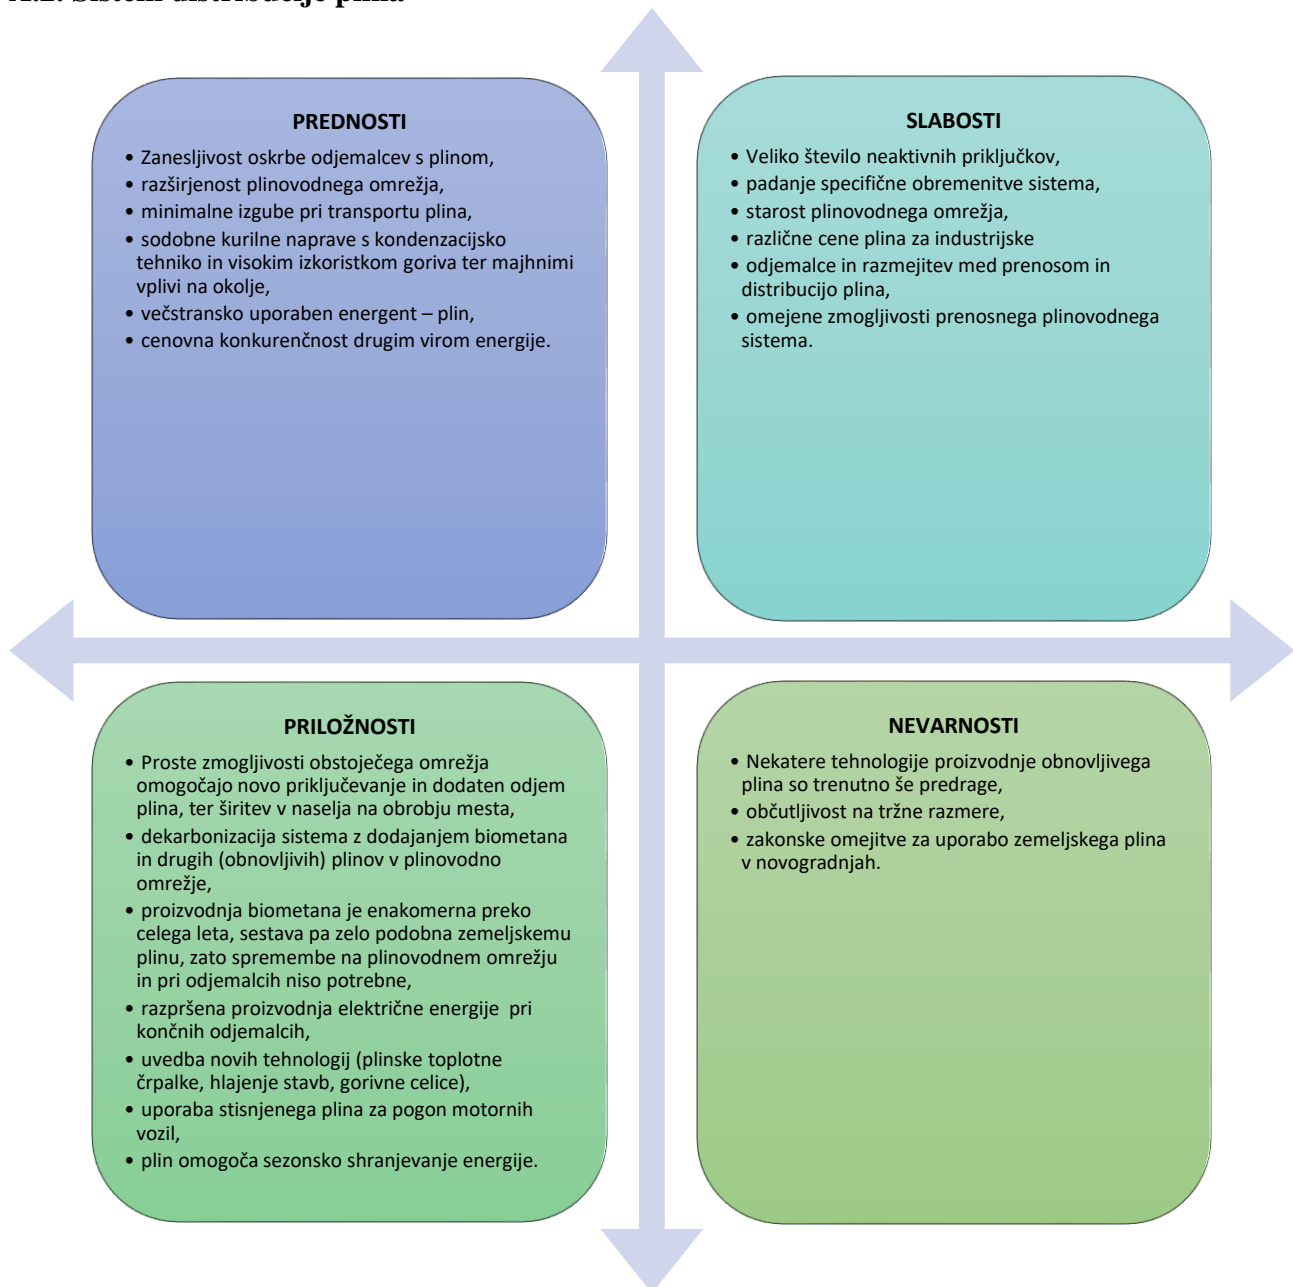 Sistem distribucije plina
PREDNOSTI
• Zanesljivost oskrbe odjemalcev s plinom,
• razširjenost plinovodnega omrežja,
• minimalne izgube pri transportu plina,
• sodobne kurilne naprave s kondenzacijsko
tehniko in visokim izkoristkom goriva ter majhnimi
vplivi na okolje,
• večstransko uporaben energent – plin,
• cenovna konkurenčnost drugim virom energije.
SLABOSTI
• Veliko število neaktivnih priključkov,
• padanje specifične obremenitve sistema,
• starost plinovodnega omrežja,
• različne cene plina za industrijske
• odjemalce in razmejitev med prenosom in
distribucijo plina,
• omejene zmogljivosti prenosnega plinovodnega
sistema.
PRILOŽNOSTI
• Proste zmogljivosti obstoječega omrežja
omogočajo novo priključevanje in dodaten odjem
plina, ter širitev v naselja na obrobju mesta,
• dekarbonizacija sistema z dodajanjem biometana
in drugih (obnovljivih) plinov v plinovodno
omrežje,
• proizvodnja biometana je enakomerna preko
celega leta, sestava pa zelo podobna zemeljskemu
plinu, zato spremembe na plinovodnem omrežju
in pri odjemalcih niso potrebne,
• razpršena proizvodnja električne energije  pri
končnih odjemalcih,
• uvedba novih tehnologij (plinske toplotne
črpalke, hlajenje stavb, gorivne celice),
• uporaba stisnjenega plina za pogon motornih
vozil,
• plin omogoča sezonsko shranjevanje energije.
NEVARNOSTI
• Nekatere tehnologije proizvodnje obnovljivega
plina so trenutno še predrage,
• občutljivost na tržne razmere,
• zakonske omejitve za uporabo zemeljskega plina
v novogradnjah.